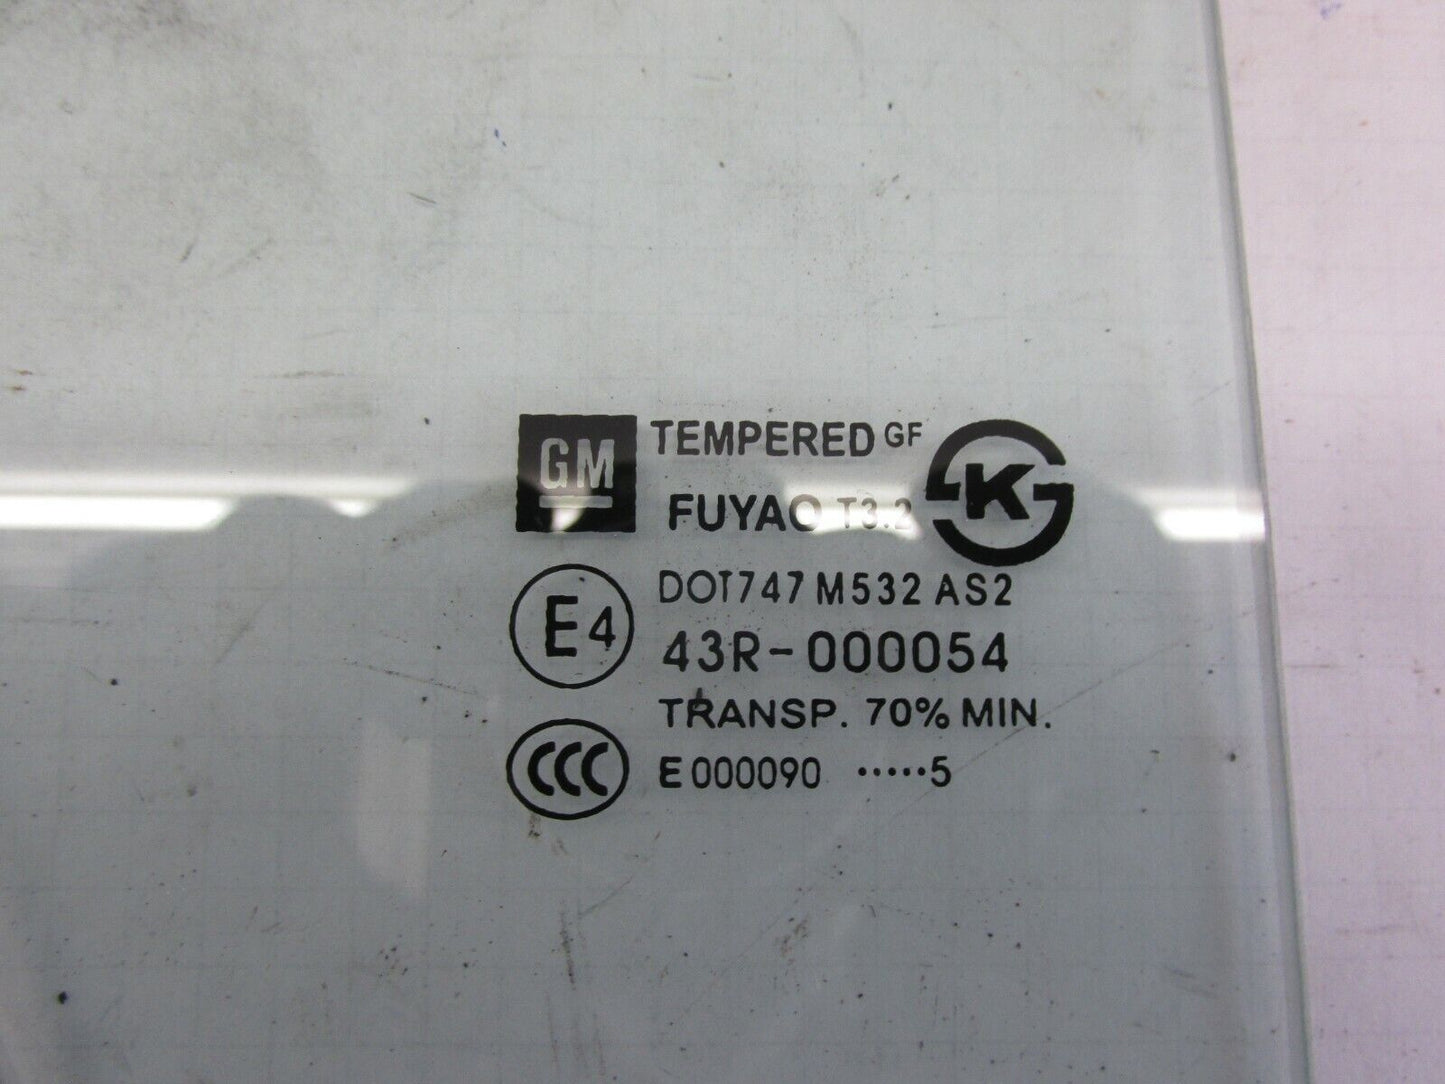 GM TEMPERED GF
FUYAO T3.2 K
E4 DOT747 M532 AS2
43R-000054
TRANSP. 70% MIN.
CCC E000090 ·····5